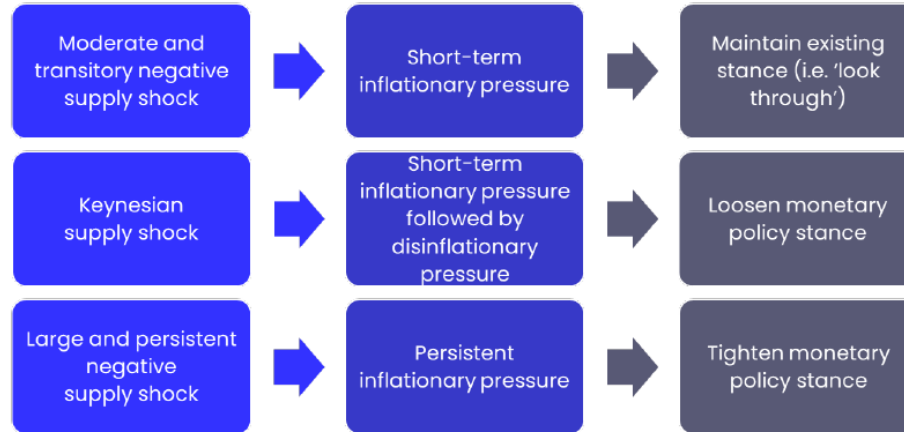 Moderate and
transitory negative
supply shock
Short-term
inflationary pressure
Maintain existing
stance (i.e. ‘look
through’)
Keynesian
supply shock
Short-term
inflationary pressure
followed by
disinflationary
pressure
Loosen monetary
policy stance
Large and persistent
negative
supply shock
Persistent
inflationary pressure
Tighten monetary
policy stance